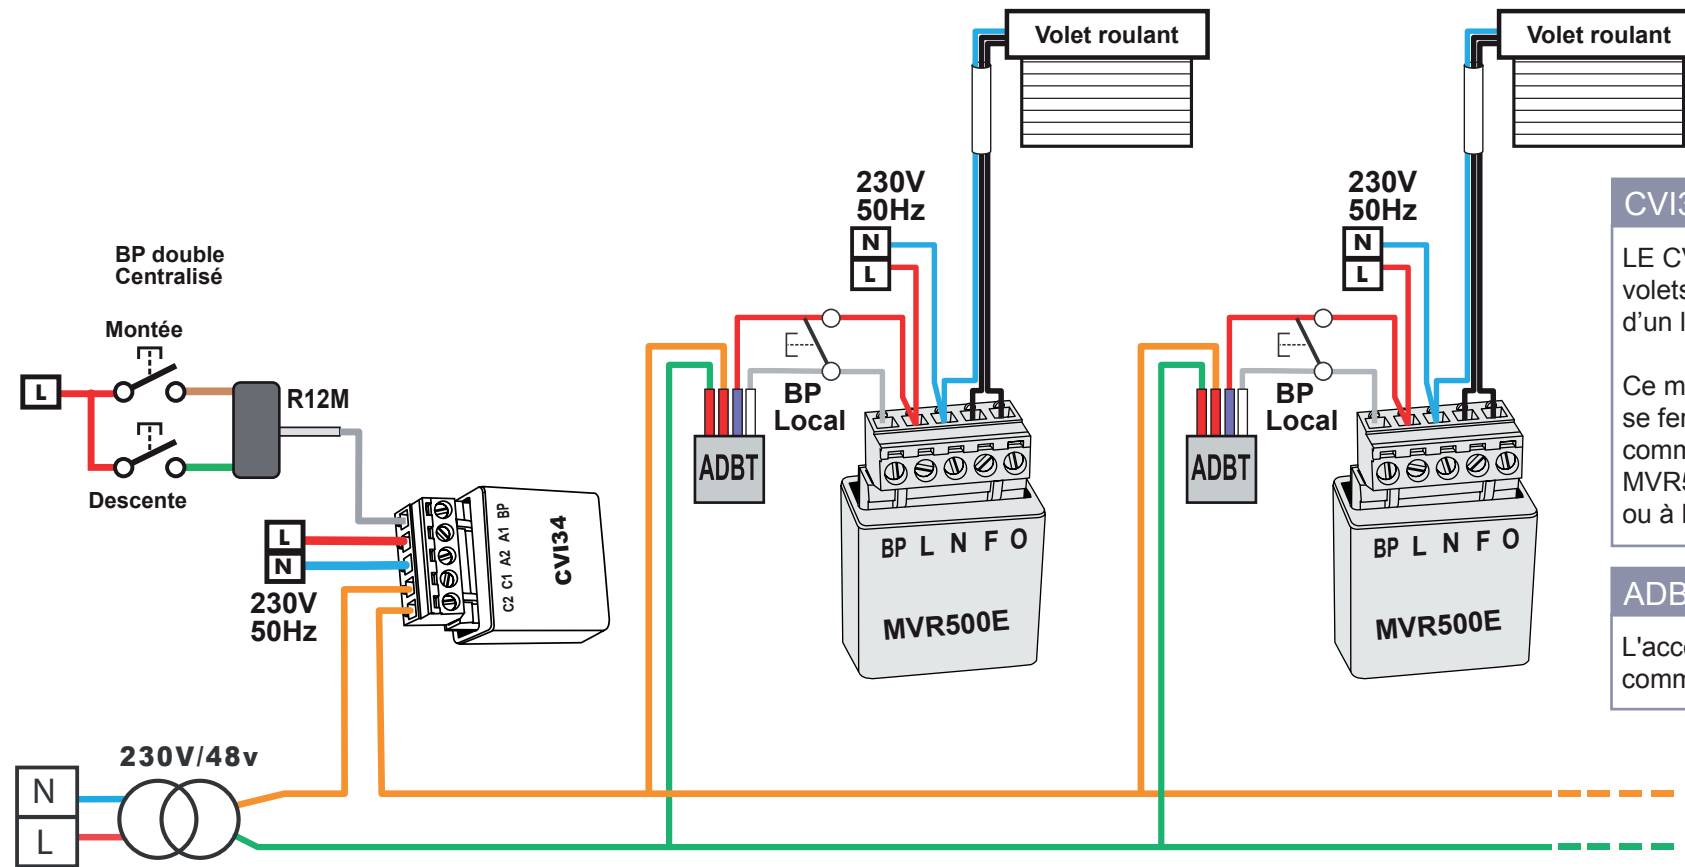 Volet roulant
Volet roulant
230V
50Hz
N
L
230V
50Hz
N
L
BP double
Centralisé
Montée
L
R12M
Descente
BP
Local
ADBT
BP
Local
ADBT
L
N
230V
50Hz
C2 C1 A2 A1 BP
CVI34
BP L N F O
MVR500E
BP L N F O
MVR500E
230V/48v
N
L
CVI3
LE CV
volets
d'un l
Ce m
se fer
comm
MVR5
ou à l
ADB
L'acce
comm